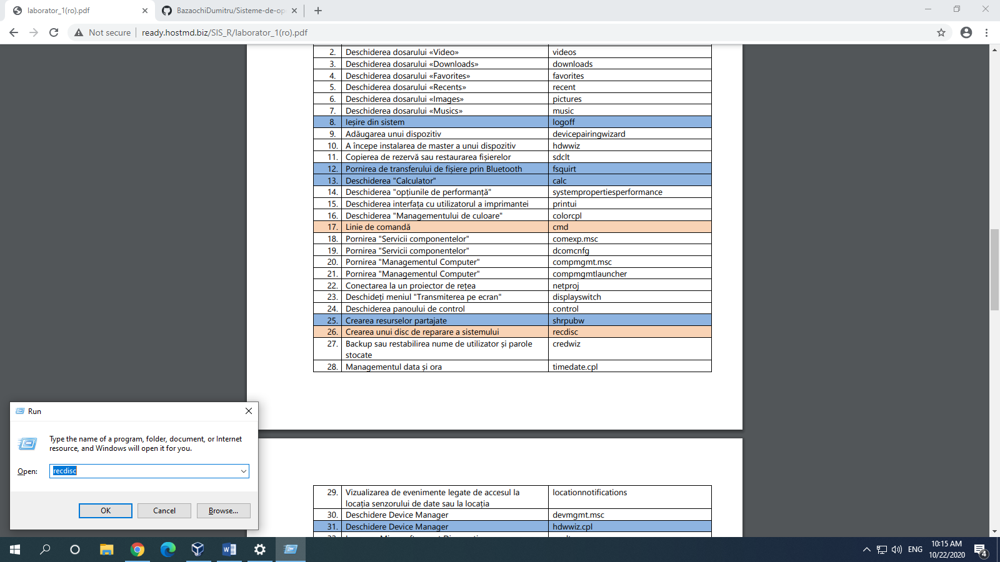 laborator_1(ro).pdf
BazaochiDumitru/Sisteme-de-op
Not secure
ready.hostmd.biz/SIS_R/laborator_1(ro).pdf
2. Deschiderea dosarului «Video» videos
3. Deschiderea dosarului «Downloads» downloads
4. Deschiderea dosarului «Favorites» favorites
5. Deschiderea dosarului «Recents» recent
6. Deschiderea dosarului «Images» pictures
7. Deschiderea dosarului «Musics» music
8. Ieșire din sistem logoff
9. Adăugarea unui dispozitiv devicepairingwizard
10. A începe instalarea de master a unui dispozitiv hdwwiz
11. Copierea de rezervă sau restaurarea fișierelor sdclt
12. Pornirea de transferului de fișiere prin Bluetooth fsquirt
13. Deschiderea "Calculator" calc
14. Deschiderea "opțiunile de performanță" systempropertiesperformance
15. Deschiderea interfața cu utilizatorul a imprimantei printui
16. Deschiderea "Managementului de culoare" colorcpl
17. Linie de comandă cmd
18. Pornirea "Servicii componentelor" comexp.msc
19. Pornirea "Servicii componentelor" dcomcnfg
20. Pornirea "Managementul Computer" compmgmt.msc
21. Pornirea "Managementul Computer" compmgmtlauncher
22. Conectarea la un proiector de rețea netproj
23. Deschideți meniul "Transmiterea pe ecran" displayswitch
24. Deschiderea panoului de control control
25. Crearea resurselor partajate shrpubw
26. Crearea unui disc de reparare a sistemului recdisc
27. Backup sau restabilirea nume de utilizator și parole credwiz
stocate
28. Managementul data și ora timedate.cpl
Run
Type the name of a program, folder, document, or Internet
resource, and Windows will open it for you.
Open: recdisc
OK Cancel Browse...
29. Vizualizarea de evenimente legate de accesul la locationnotifications
locația senzorului de date sau la locația
30. Deschidere Device Manager devmgmt.msc
31. Deschidere Device Manager hdwwiz.cpl
ENG
10:15 AM
10/22/2020
4